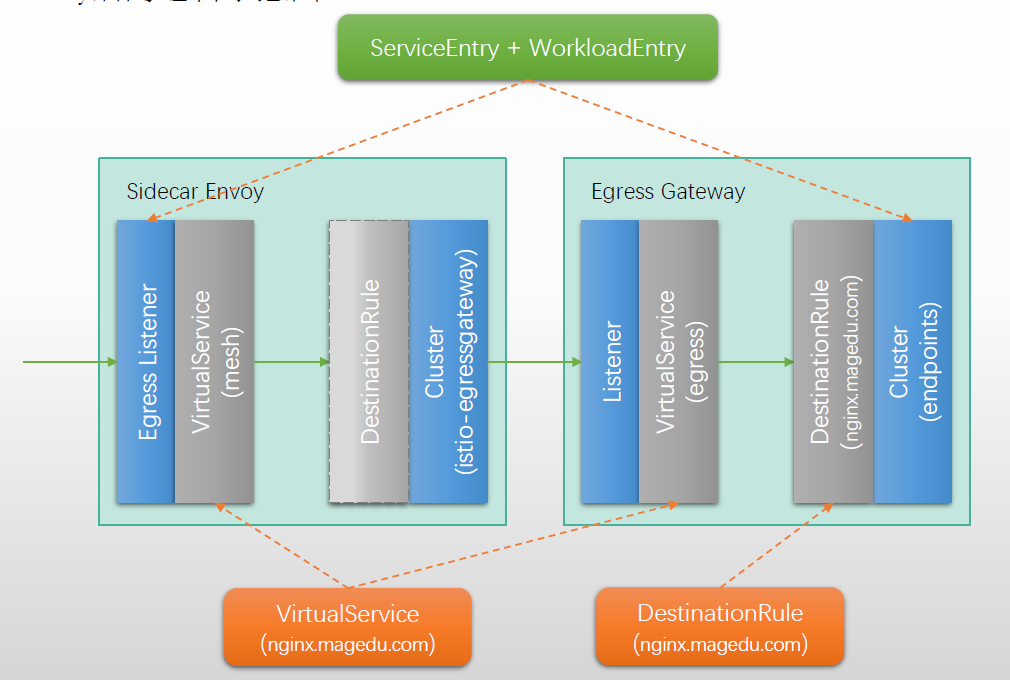 ServiceEntry + WorkloadEntry
Sidecar Envoy
Egress Listener
VirtualService
(mesh)
DestinationRule
Cluster
(istio-egressgateway)
Egress Gateway
Listener
VirtualService
(egress)
DestinationRule
(nginx.magedu.com)
Cluster
(endpoints)
VirtualService
(nginx.magedu.com)
DestinationRule
(nginx.magedu.com)